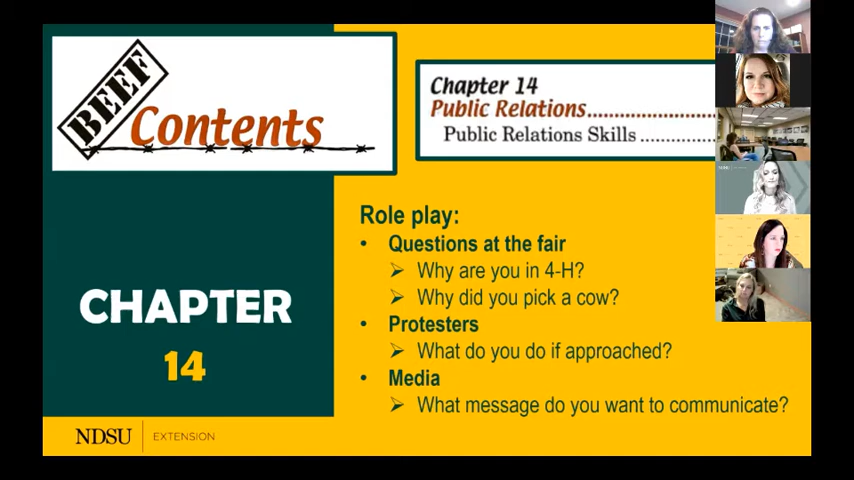 BEEF
Contents
Chapter 14
Public Relations
Public Relations Skills
Role play:
• Questions at the fair
➢ Why are you in 4-H?
➢ Why did you pick a cow?
• Protesters
➢ What do you do if approached?
• Media
➢ What message do you want to communicate?
CHAPTER
14
NDSU EXTENSION